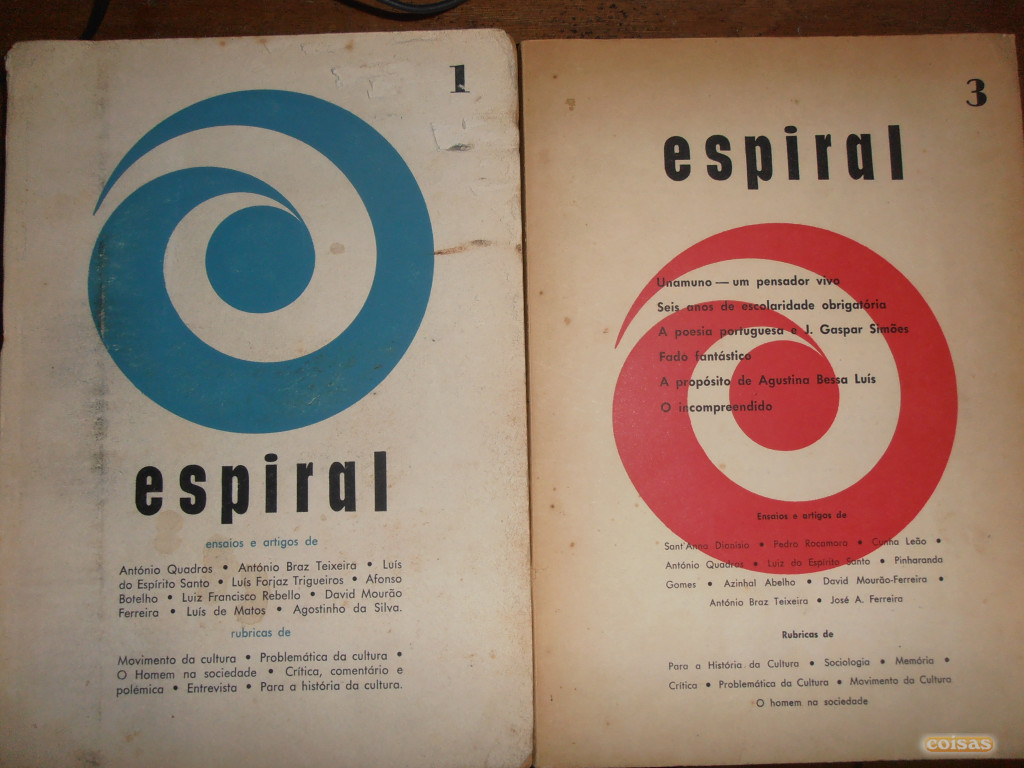 1
espiral
ensaios e artigos de
António Quadros • António Braz Teixeira • Luís
do Espírito Santo • Luís Forjaz Trigueiros • Afonso
Botelho • Luiz Francisco Rebello • David Mourão
Ferreira • Luís de Matos • Agostinho da Silva.
rubricas de
Movimento da cultura • Problemática da cultura •
O Homem na sociedade • Crítica, comentário e
polémica • Entrevista • Para a história da cultura.
3
espiral
Unamuno — um pensador vivo
Seis anos de escolaridade obrigatória
A poesia portuguesa e J. Gaspar Simões
Fado fantástico
A propósito de Agustina Bessa Luís
O incompreendido
Ensaios e artigos de
Sant'Anna Dionísio • Pedro Rocamora • Cunha Leão •
António Quadros • Luiz do Espírito Santo • Pinharanda
Gomes • Azinhal Abelho • David Mourão-Ferreira •
António Braz Teixeira • José A. Ferreira
Rubricas de
Para a História da Cultura • Sociologia • Memória •
Crítica • Problemática da Cultura • Movimento da Cultura
O homem na sociedade
coisas